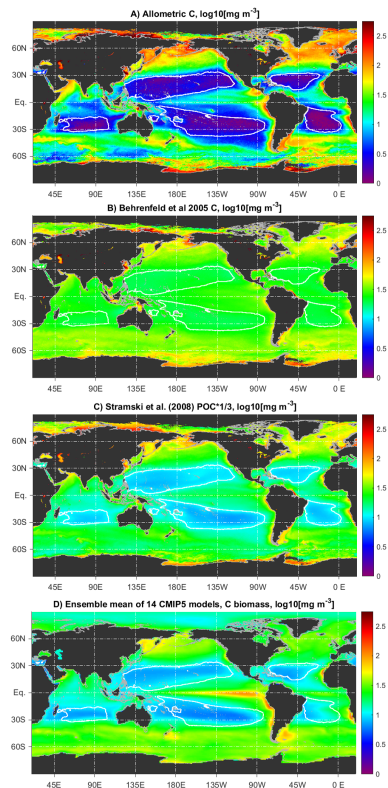 A) Allometric C, log10[mg m-3]
60N
30N
Eq.
30S
60S
45E 90E 135E 180E 135W 90W 45W 0 E
2.5
2
1.5
1
0.5
0
B) Behrenfeld et al 2005 C, log10[mg m-3]
60N
30N
Eq.
30S
60S
45E 90E 135E 180E 135W 90W 45W 0 E
2.5
2
1.5
1
0.5
0
C) Stramski et al. (2008) POC*1/3, log10[mg m-3]
60N
30N
Eq.
30S
60S
45E 90E 135E 180E 135W 90W 45W 0 E
2.5
2
1.5
1
0.5
0
D) Ensemble mean of 14 CMIP5 models, C biomass, log10[mg m-3]
60N
30N
Eq.
30S
60S
45E 90E 135E 180E 135W 90W 45W 0 E
2.5
2
1.5
1
0.5
0